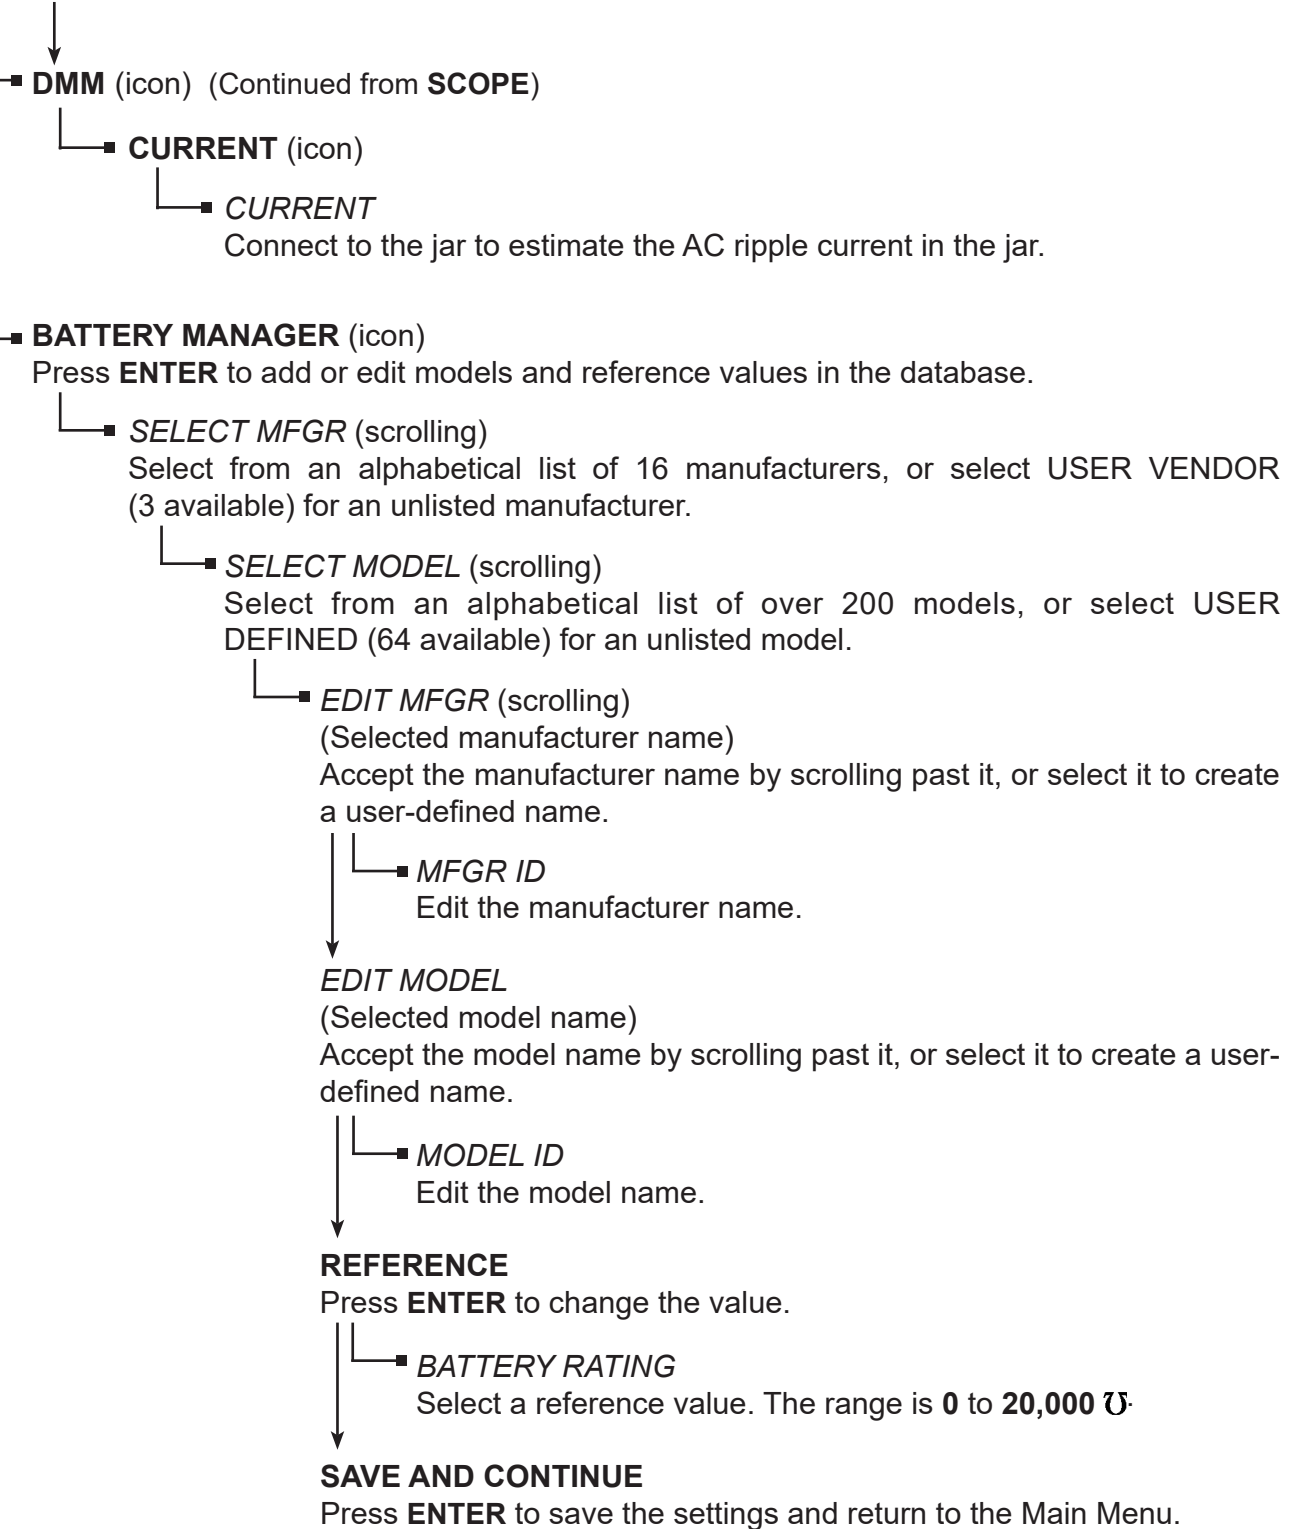 DMM (icon) (Continued from SCOPE)
CURRENT (icon)
CURRENT
Connect to the jar to estimate the AC ripple current in the jar.
BATTERY MANAGER (icon)
Press ENTER to add or edit models and reference values in the database.
SELECT MFGR (scrolling)
Select from an alphabetical list of 16 manufacturers, or select USER VENDOR
(3 available) for an unlisted manufacturer.
SELECT MODEL (scrolling)
Select from an alphabetical list of over 200 models, or select USER
DEFINED (64 available) for an unlisted model.
EDIT MFGR (scrolling)
(Selected manufacturer name)
Accept the manufacturer name by scrolling past it, or select it to create
a user-defined name.
MFGR ID
Edit the manufacturer name.
EDIT MODEL
(Selected model name)
Accept the model name by scrolling past it, or select it to create a user-
defined name.
MODEL ID
Edit the model name.
REFERENCE
Press ENTER to change the value.
BATTERY RATING
Select a reference value. The range is 0 to 20,000 ℧.
SAVE AND CONTINUE
Press ENTER to save the settings and return to the Main Menu.